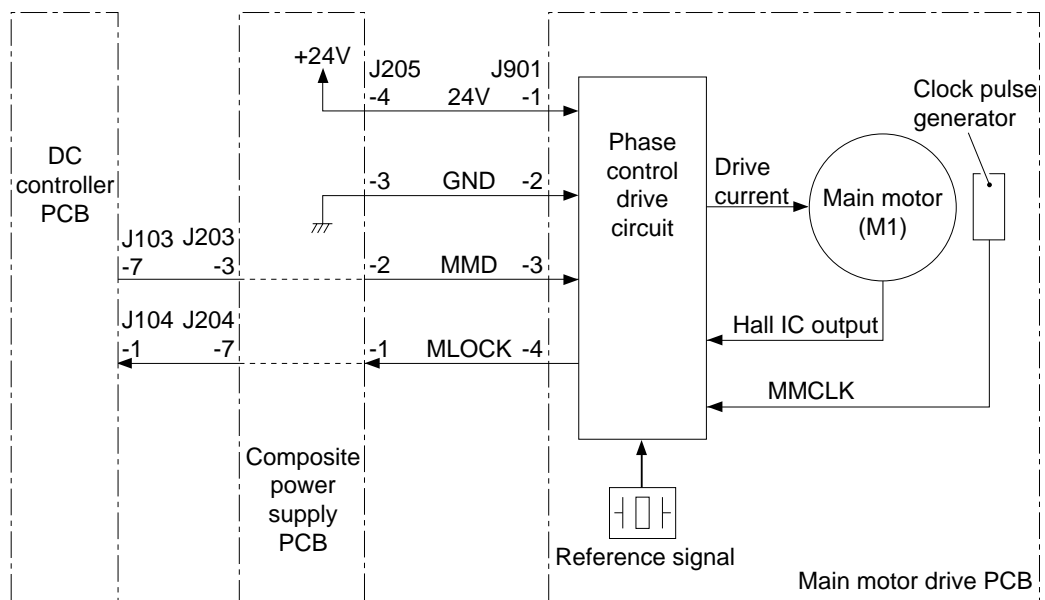 +24V
J205
J901
-4
24V
-1
-3
GND
-2
DC
controller
PCB
J103
J203
-7
-3
-2
MMD
-3
J104
J204
-1
-7
-1
MLOCK
-4
Phase
control
drive
circuit
Drive
current
Main motor
(M1)
Clock pulse
generator
Hall IC output
MMCLK
Composite
power
supply
PCB
Reference signal
Main motor drive PCB